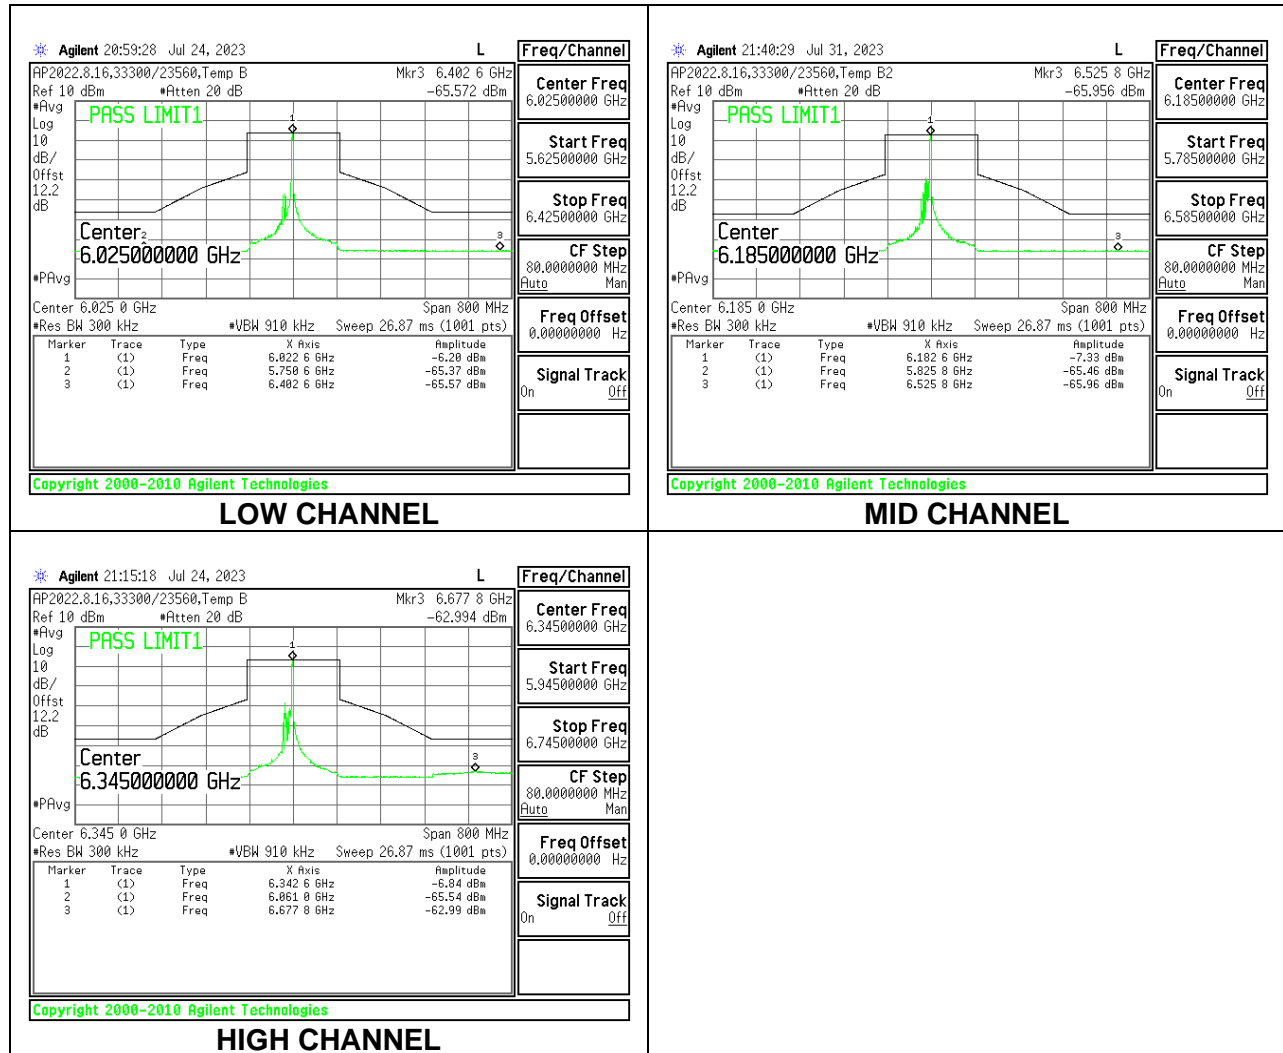 Agilent 20:59:28 Jul 24, 2023 L Freq/Channel
AP2022.8.16,33300/23560,Temp B Mkr3 6.402 6 GHz
Ref 10 dBm #Atten 20 dB -65.572 dBm
#Avg
Log
10
dB/
Offst
12.2
dB
#PAvg
PASS LIMIT1
1
2
3
Center
6.025000000 GHz
Center 6.025 0 GHz Span 800 MHz
#Res BW 300 kHz #VBW 910 kHz Sweep 26.87 ms (1001 pts)
Marker Trace Type X Axis Amplitude
1 (1) Freq 6.022 6 GHz -6.20 dBm
2 (1) Freq 5.750 6 GHz -65.37 dBm
3 (1) Freq 6.402 6 GHz -65.57 dBm
Center Freq
6.02500000 GHz
Start Freq
5.62500000 GHz
Stop Freq
6.42500000 GHz
CF Step
80.0000000 MHz
Auto Man
Freq Offset
0.00000000 Hz
Signal Track
On Off
Copyright 2000-2010 Agilent Technologies
LOW CHANNEL
Agilent 21:40:29 Jul 31, 2023 L Freq/Channel
AP2022.8.16,33300/23560,Temp B2 Mkr3 6.525 8 GHz
Ref 10 dBm #Atten 20 dB -65.956 dBm
#Avg
Log
10
dB/
Offst
12.2
dB
#PAvg
PASS LIMIT1
1
3
Center
6.185000000 GHz
Center 6.185 0 GHz Span 800 MHz
#Res BW 300 kHz #VBW 910 kHz Sweep 26.87 ms (1001 pts)
Marker Trace Type X Axis Amplitude
1 (1) Freq 6.182 6 GHz -7.33 dBm
2 (1) Freq 5.825 8 GHz -65.46 dBm
3 (1) Freq 6.525 8 GHz -65.96 dBm
Center Freq
6.18500000 GHz
Start Freq
5.78500000 GHz
Stop Freq
6.58500000 GHz
CF Step
80.0000000 MHz
Auto Man
Freq Offset
0.00000000 Hz
Signal Track
On Off
Copyright 2000-2010 Agilent Technologies
MID CHANNEL
Agilent 21:15:18 Jul 24, 2023 L Freq/Channel
AP2022.8.16,33300/23560,Temp B Mkr3 6.677 8 GHz
Ref 10 dBm #Atten 20 dB -62.994 dBm
#Avg
Log
10
dB/
Offst
12.2
dB
#PAvg
PASS LIMIT1
1
3
Center
6.345000000 GHz
Center 6.345 0 GHz Span 800 MHz
#Res BW 300 kHz #VBW 910 kHz Sweep 26.87 ms (1001 pts)
Marker Trace Type X Axis Amplitude
1 (1) Freq 6.342 6 GHz -6.84 dBm
2 (1) Freq 6.061 0 GHz -65.54 dBm
3 (1) Freq 6.677 8 GHz -62.99 dBm
Center Freq
6.34500000 GHz
Start Freq
5.94500000 GHz
Stop Freq
6.74500000 GHz
CF Step
80.0000000 MHz
Auto Man
Freq Offset
0.00000000 Hz
Signal Track
On Off
Copyright 2000-2010 Agilent Technologies
HIGH CHANNEL